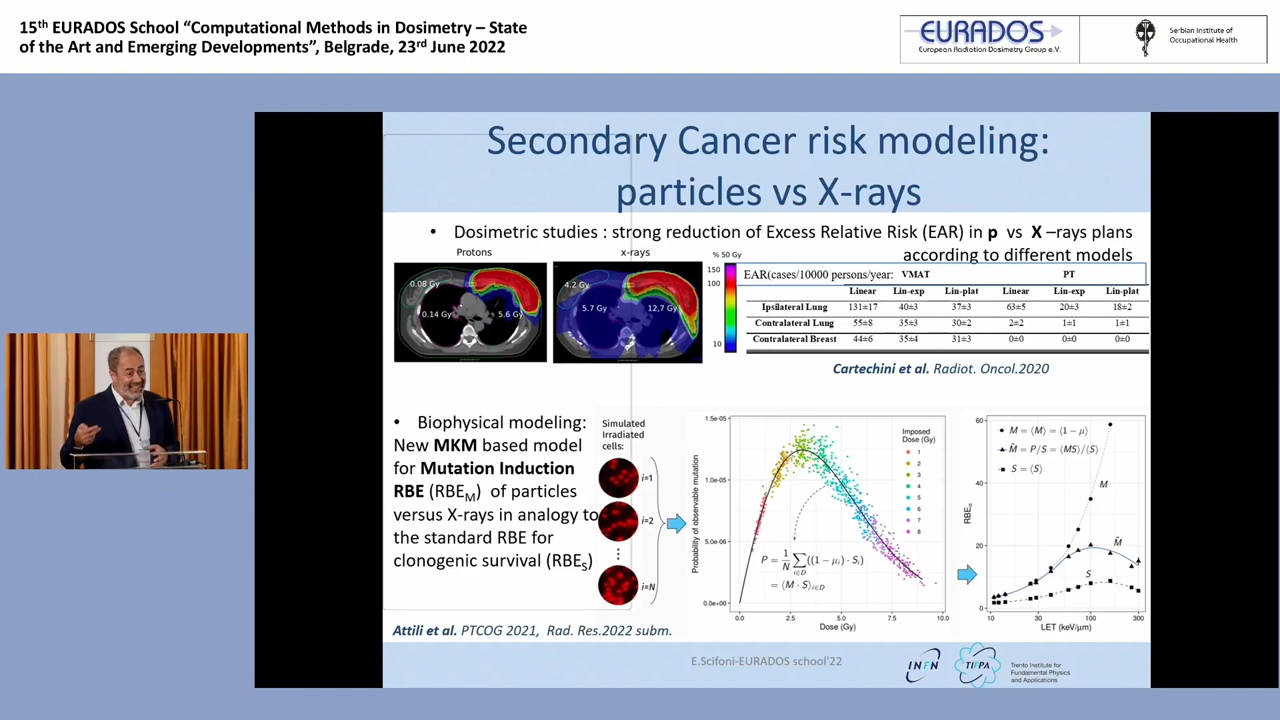 15th EURADOS School “Computational Methods in Dosimetry – State
of the Art and Emerging Developments”, Belgrade, 23rd June 2022
EURADOS
European Radiation Dosimetry Group e.V.
Serbian Institute of
Occupational Health
Secondary Cancer risk modeling:
particles vs X-rays
• Dosimetric studies : strong reduction of Excess Relative Risk (EAR) in p vs X –rays plans
according to different models
Protons
x-rays
% 50 Gy
150
100
10
0.08 Gy
0.14 Gy
5.6 Gy
4.2 Gy
5.7 Gy
12,7 Gy
EAR(cases/10000 persons/year: VMAT PT
Linear Lin-exp Lin-plat Linear Lin-exp Lin-plat
Ipsilateral Lung 131±17 40±3 37±3 63±5 20±3 18±2
Contralateral Lung 55±8 35±3 30±2 2±2 1±1 1±1
Contralateral Breast 44±6 35±4 31±3 0±0 0±0 0±0
Cartechini et al. Radiot. Oncol.2020
• Biophysical modeling:
New MKM based model
for Mutation Induction
RBE (RBEM) of particles
versus X-rays in analogy to
the standard RBE for
clonogenic survival (RBES)
Simulated
Irradiated
cells:
i=1
i=2
⋮
i=N
Probability of observable mutation
1.5e-05
1.0e-05
5.0e-06
0.0e+00
0.0 2.5 5.0 7.5 10.0
Dose (Gy)
P = 1/N ∑i∈D ((1 − μi) · Si)
= ⟨M · S⟩i∈D
Imposed
Dose (Gy)
1
2
3
4
5
6
7
8
M = ⟨M⟩ = ⟨1 − μ⟩
M̃ = P/S = ⟨MS⟩/⟨S⟩
S = ⟨S⟩
M
M̃
S
60
40
20
0
10 30 100 300
LET (keV/μm)
Attili et al. PTCOG 2021, Rad. Res.2022 subm.
E.Scifoni-EURADOS school'22
INFN
TIFPA
Trento Institute for
Fundamental Physics
and Applications